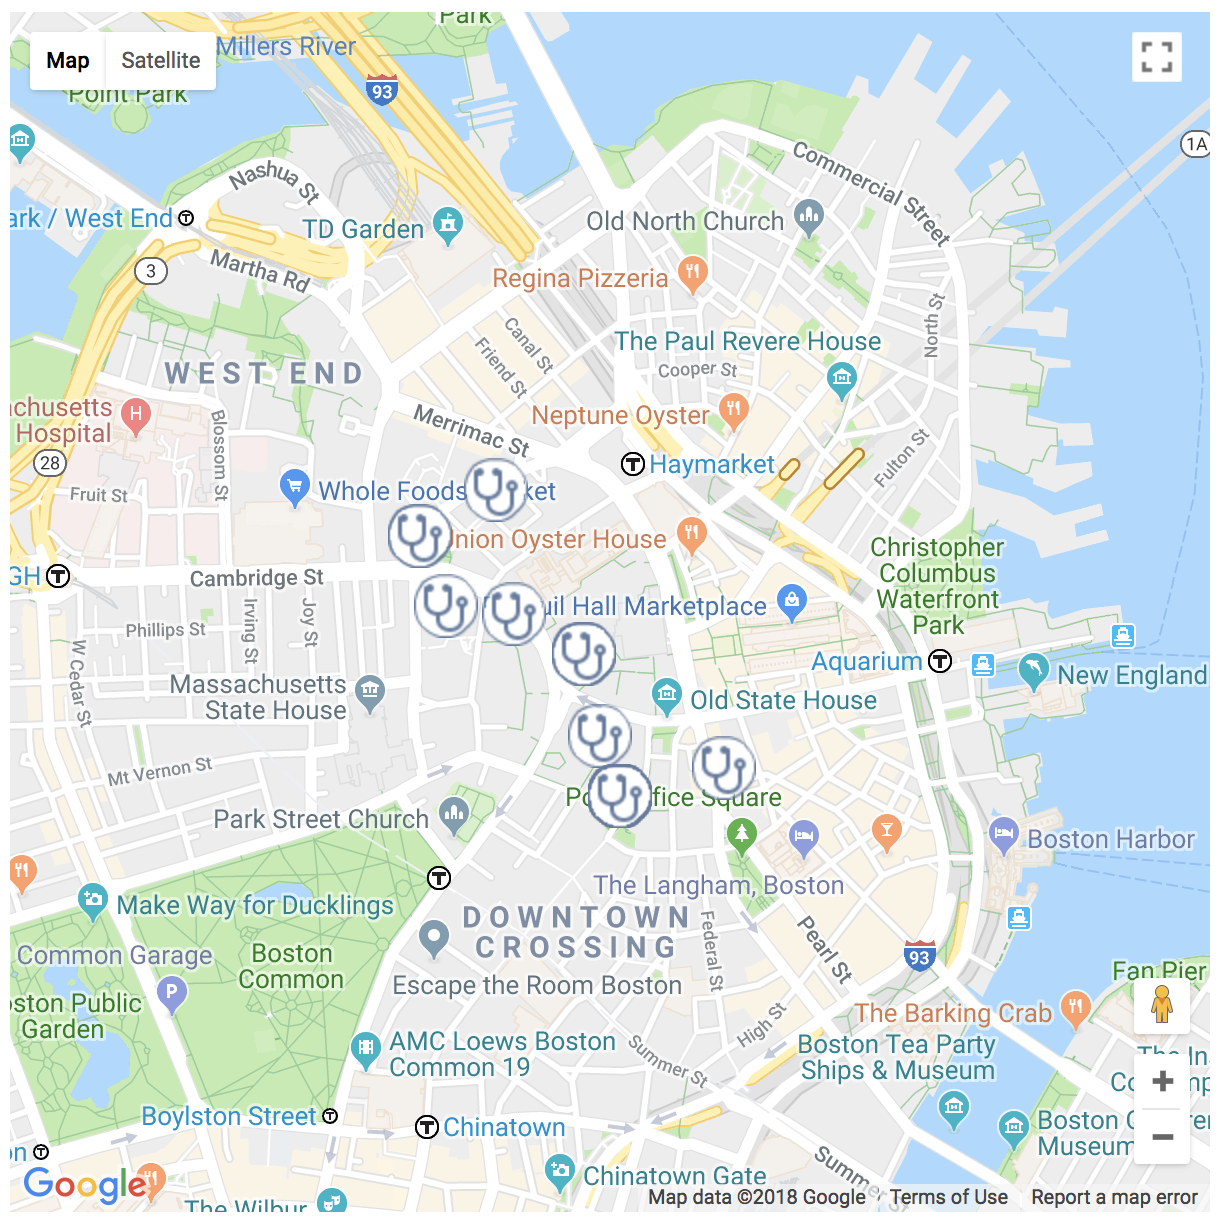 Park
Map
Satellite
Millers River
93
Point Park
1A
Nashua St
Commercial Street
ark / West End
T
TD Garden
Old North Church
3
Martha Rd
Regina Pizzeria
North St
Canal St
Friend St
The Paul Revere House
Cooper St
WEST END
achusetts
Hospital
H
Neptune Oyster
Merrimac St
Blossom St
28
T
Haymarket
Fulton St
Fruit St
Whole Foods
ket
nion Oyster House
Christopher
Columbus
Waterfront
Park
GH
T
Cambridge St
Irving St
Joy St
Phillips St
uil Hall Marketplace
W Cedar St
Aquarium
T
New England
Massachusetts
State House
Old State House
Mt Vernon St
Po
fice Square
Park Street Church
Boston Harbor
T
The Langham, Boston
Make Way for Ducklings
DOWNTOWN
CROSSING
Federal St
Pearl St
93
Common Garage
Boston
Common
P
Escape the Room Boston
Fan Pier
oston Public
Garden
The Barking Crab
High St
AMC Loews Boston
Common 19
Summer St
Boston Tea Party
Ships & Museum
The In
Co
mp
+
Boylston Street
T
T
Chinatown
Boston C
ren
Museum
−
on
T
Google
Chinatown Gate
Summer S
The Wilbur
Map data ©2018 Google
Terms of Use
Report a map error